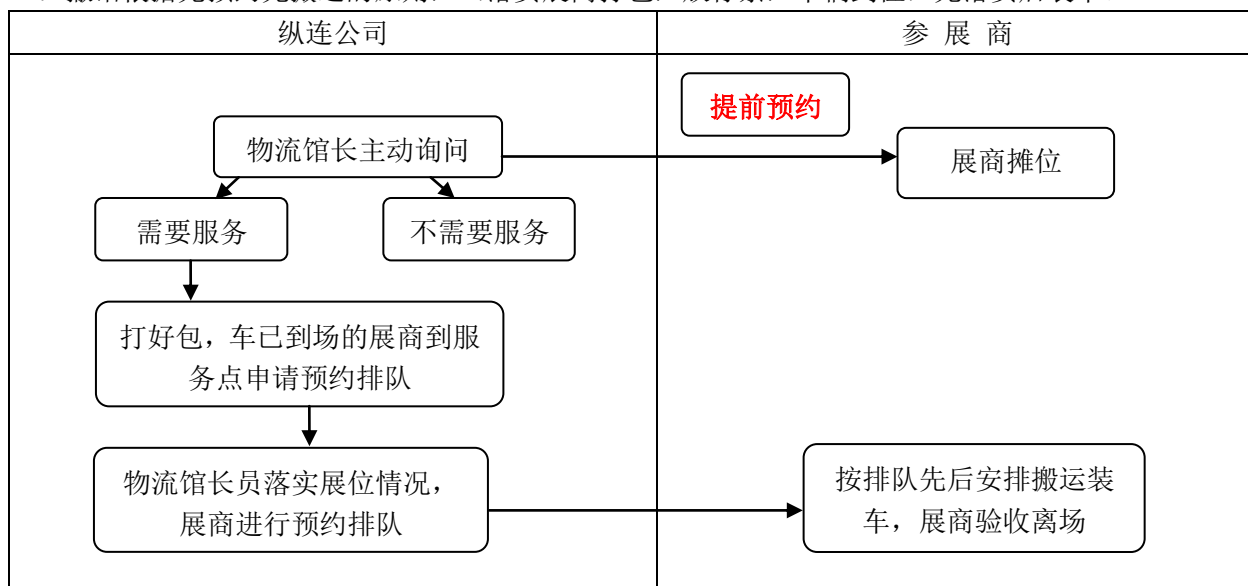 纵连公司
参 展 商
提前预约
物流馆长主动询问
展商摊位
需要服务
不需要服务
打好包，车已到场的展商到服
务点申请预约排队
物流馆长员落实展位情况，
展商进行预约排队
按排队先后安排搬运装
车，展商验收离场